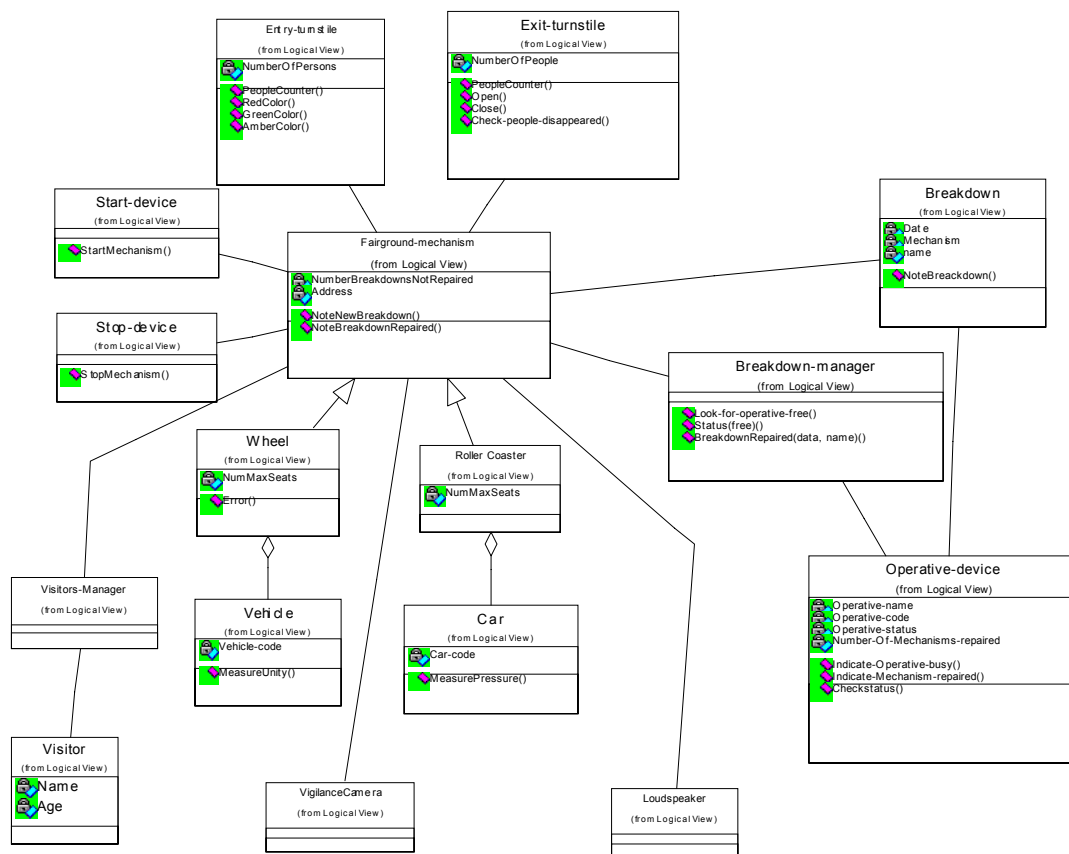 Entry-turnstile
(from Logical View)
NumberOfPersons
PeopleCounter()
RedColor()
GreenColor()
AmberColor()
Exit-turnstile
(from Logical View)
NumberOfPeople
PeopleCounter()
Open()
Close()
Check-people-disappeared()
Start-device
(from Logical View)
StartMechanism()
Fairground-mechanism
(from Logical View)
NumberBreakdownsNotRepaired
Address
NoteNewBreakdown()
NoteBreakdownRepaired()
Breakdown
(from Logical View)
Date
Mechanism
name
NoteBreackdown()
Stop-device
(from Logical View)
StopMechanism()
Breakdown-manager
(from Logical View)
Look-for-operative-free()
Status(free)()
BreakdownRepaired(data, name)()
Wheel
(from Logical View)
NumMaxSeats
Error()
Roller Coaster
(from Logical View)
NumMaxSeats
Visitors-Manager
(from Logical View)
Vehicle
(from Logical View)
Vehicle-code
MeasureUnity()
Car
(from Logical View)
Car-code
MeasurePressure()
Operative-device
(from Logical View)
Operative-name
Operative-code
Operative-status
Number-Of-Mechanisms-repaired
Indicate-Operative-busy()
Indicate-Mechanism-repaired()
Checkstatus()
Visitor
(from Logical View)
Name
Age
VigilanceCamera
(from Logical View)
Loudspeaker
(from Logical View)